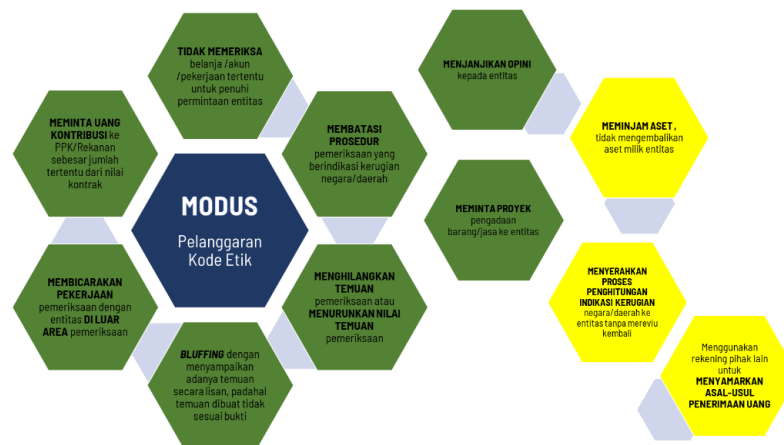 TIDAK MEMERIKSA
belanja /akun
/pekerjaan tertentu
untuk penuhi
permintaan entitas
MENJANJIKAN OPINI
kepada entitas
MEMINTA UANG
KONTRIBUSI ke
PPK/Rekanan
sebesar jumlah
tertentu dari nilai
kontrak
MEMBATASI
PROSEDUR
pemeriksaan yang
berindikasi kerugian
negara/daerah
MEMINJAM ASET ,
tidak mengembalikan
aset milik entitas
MODUS
Pelanggaran
Kode Etik
MEMINTA PROYEK
pengadaan
barang/jasa ke entitas
MEMBICARAKAN
PEKERJAAN
pemeriksaan dengan
entitas DI LUAR
AREA pemeriksaan
MENGHILANGKAN
TEMUAN
pemeriksaan atau
MENURUNKAN NILAI
TEMUAN
pemeriksaan
MENYERAHKAN
PROSES
PENGHITUNGAN
INDIKASI KERUGIAN
negara/daerah ke
entitas tanpa mereviu
kembali
BLUFFING dengan
menyampaikan
adanya temuan
secara lisan, padahal
temuan dibuat tidak
sesuai bukti
Menggunakan
rekening pihak lain
untuk
MENYAMARKAN
ASAL-USUL
PENERIMAAN UANG